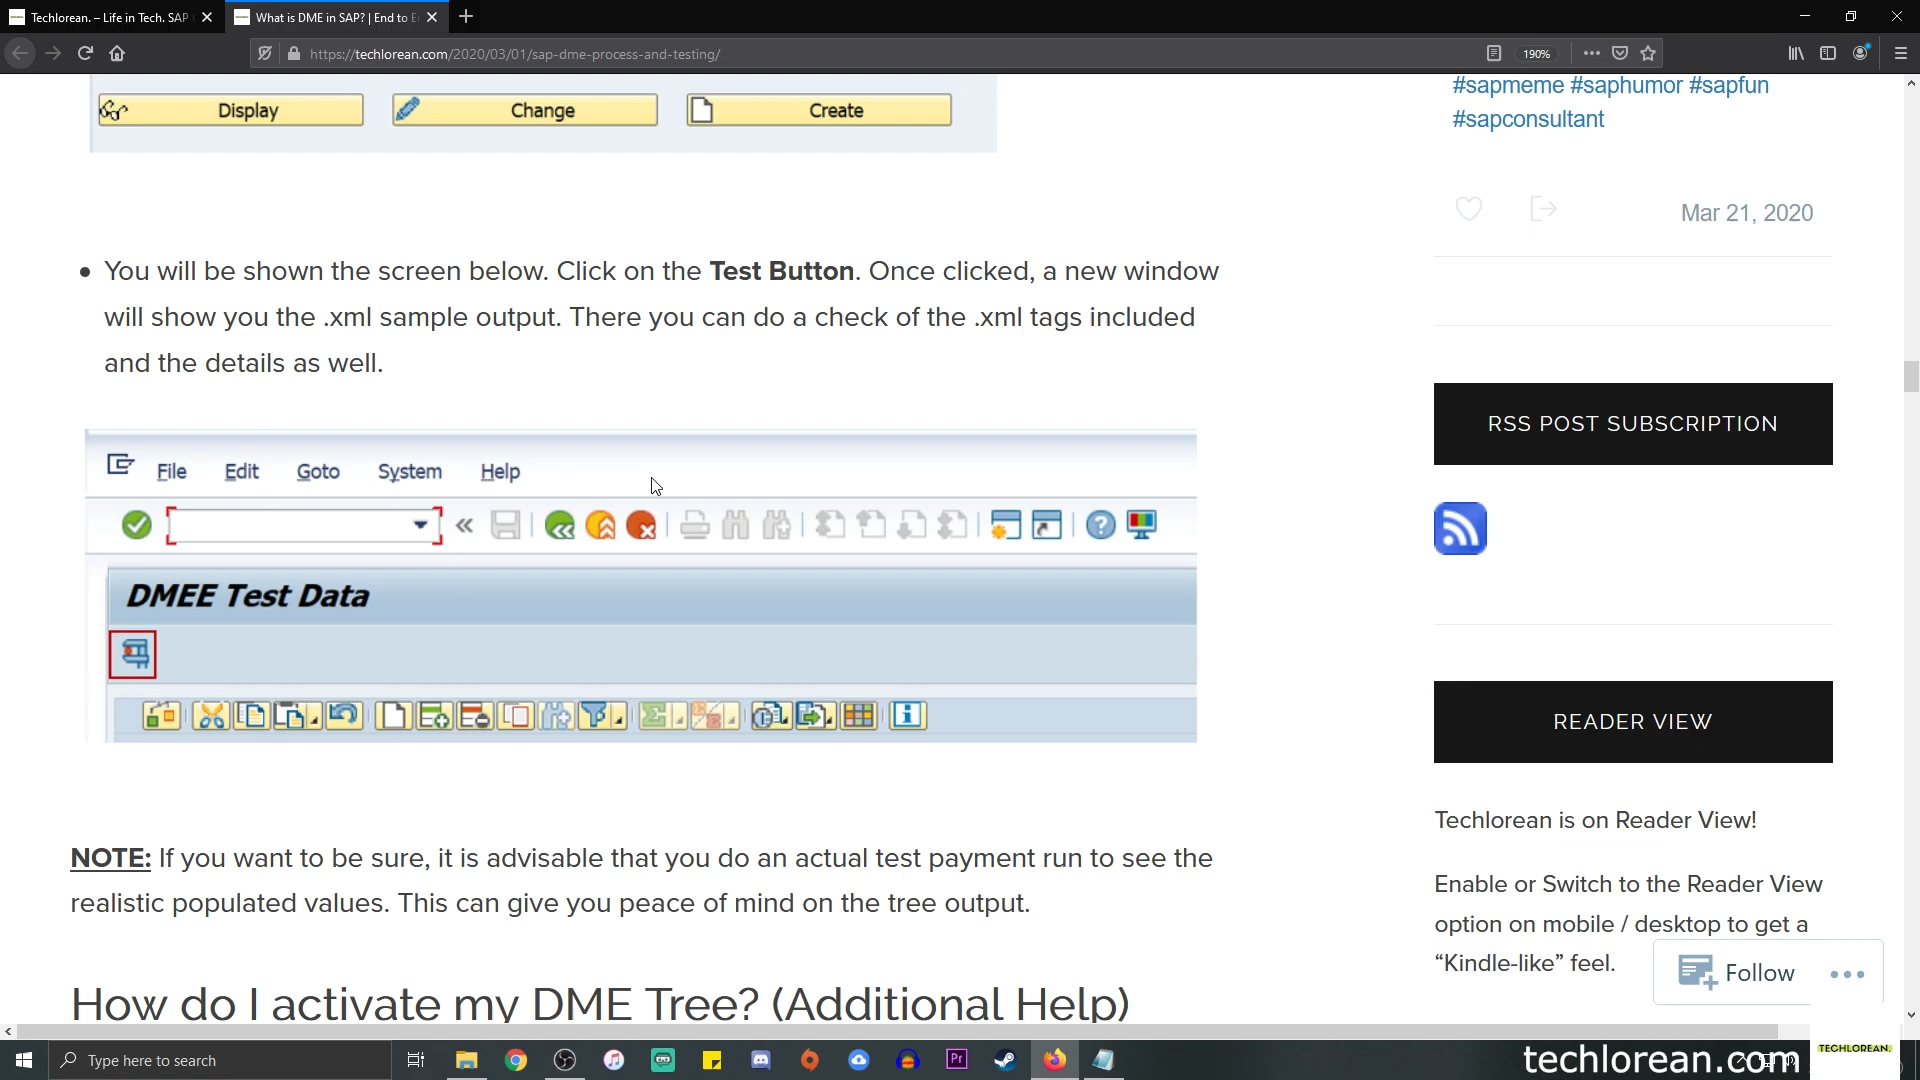 Techlorean. – Life in Tech. SAP
What is DME in SAP? | End to E
https://techlorean.com/2020/03/01/sap-dme-process-and-testing/
190%
Display
Change
Create
You will be shown the screen below. Click on the Test Button. Once clicked, a new window
will show you the .xml sample output. There you can do a check of the .xml tags included
and the details as well.
File Edit Goto System Help
DMEE Test Data
NOTE: If you want to be sure, it is advisable that you do an actual test payment run to see the
realistic populated values. This can give you peace of mind on the tree output.
How do I activate my DME Tree? (Additional Help)
#sapmeme #saphumor #sapfun
#sapconsultant
Mar 21, 2020
RSS POST SUBSCRIPTION
READER VIEW
Techlorean is on Reader View!
Enable or Switch to the Reader View
option on mobile / desktop to get a
“Kindle-like” feel.
Follow
Type here to search
Pr
techlorean.com
TECHLOREAN.